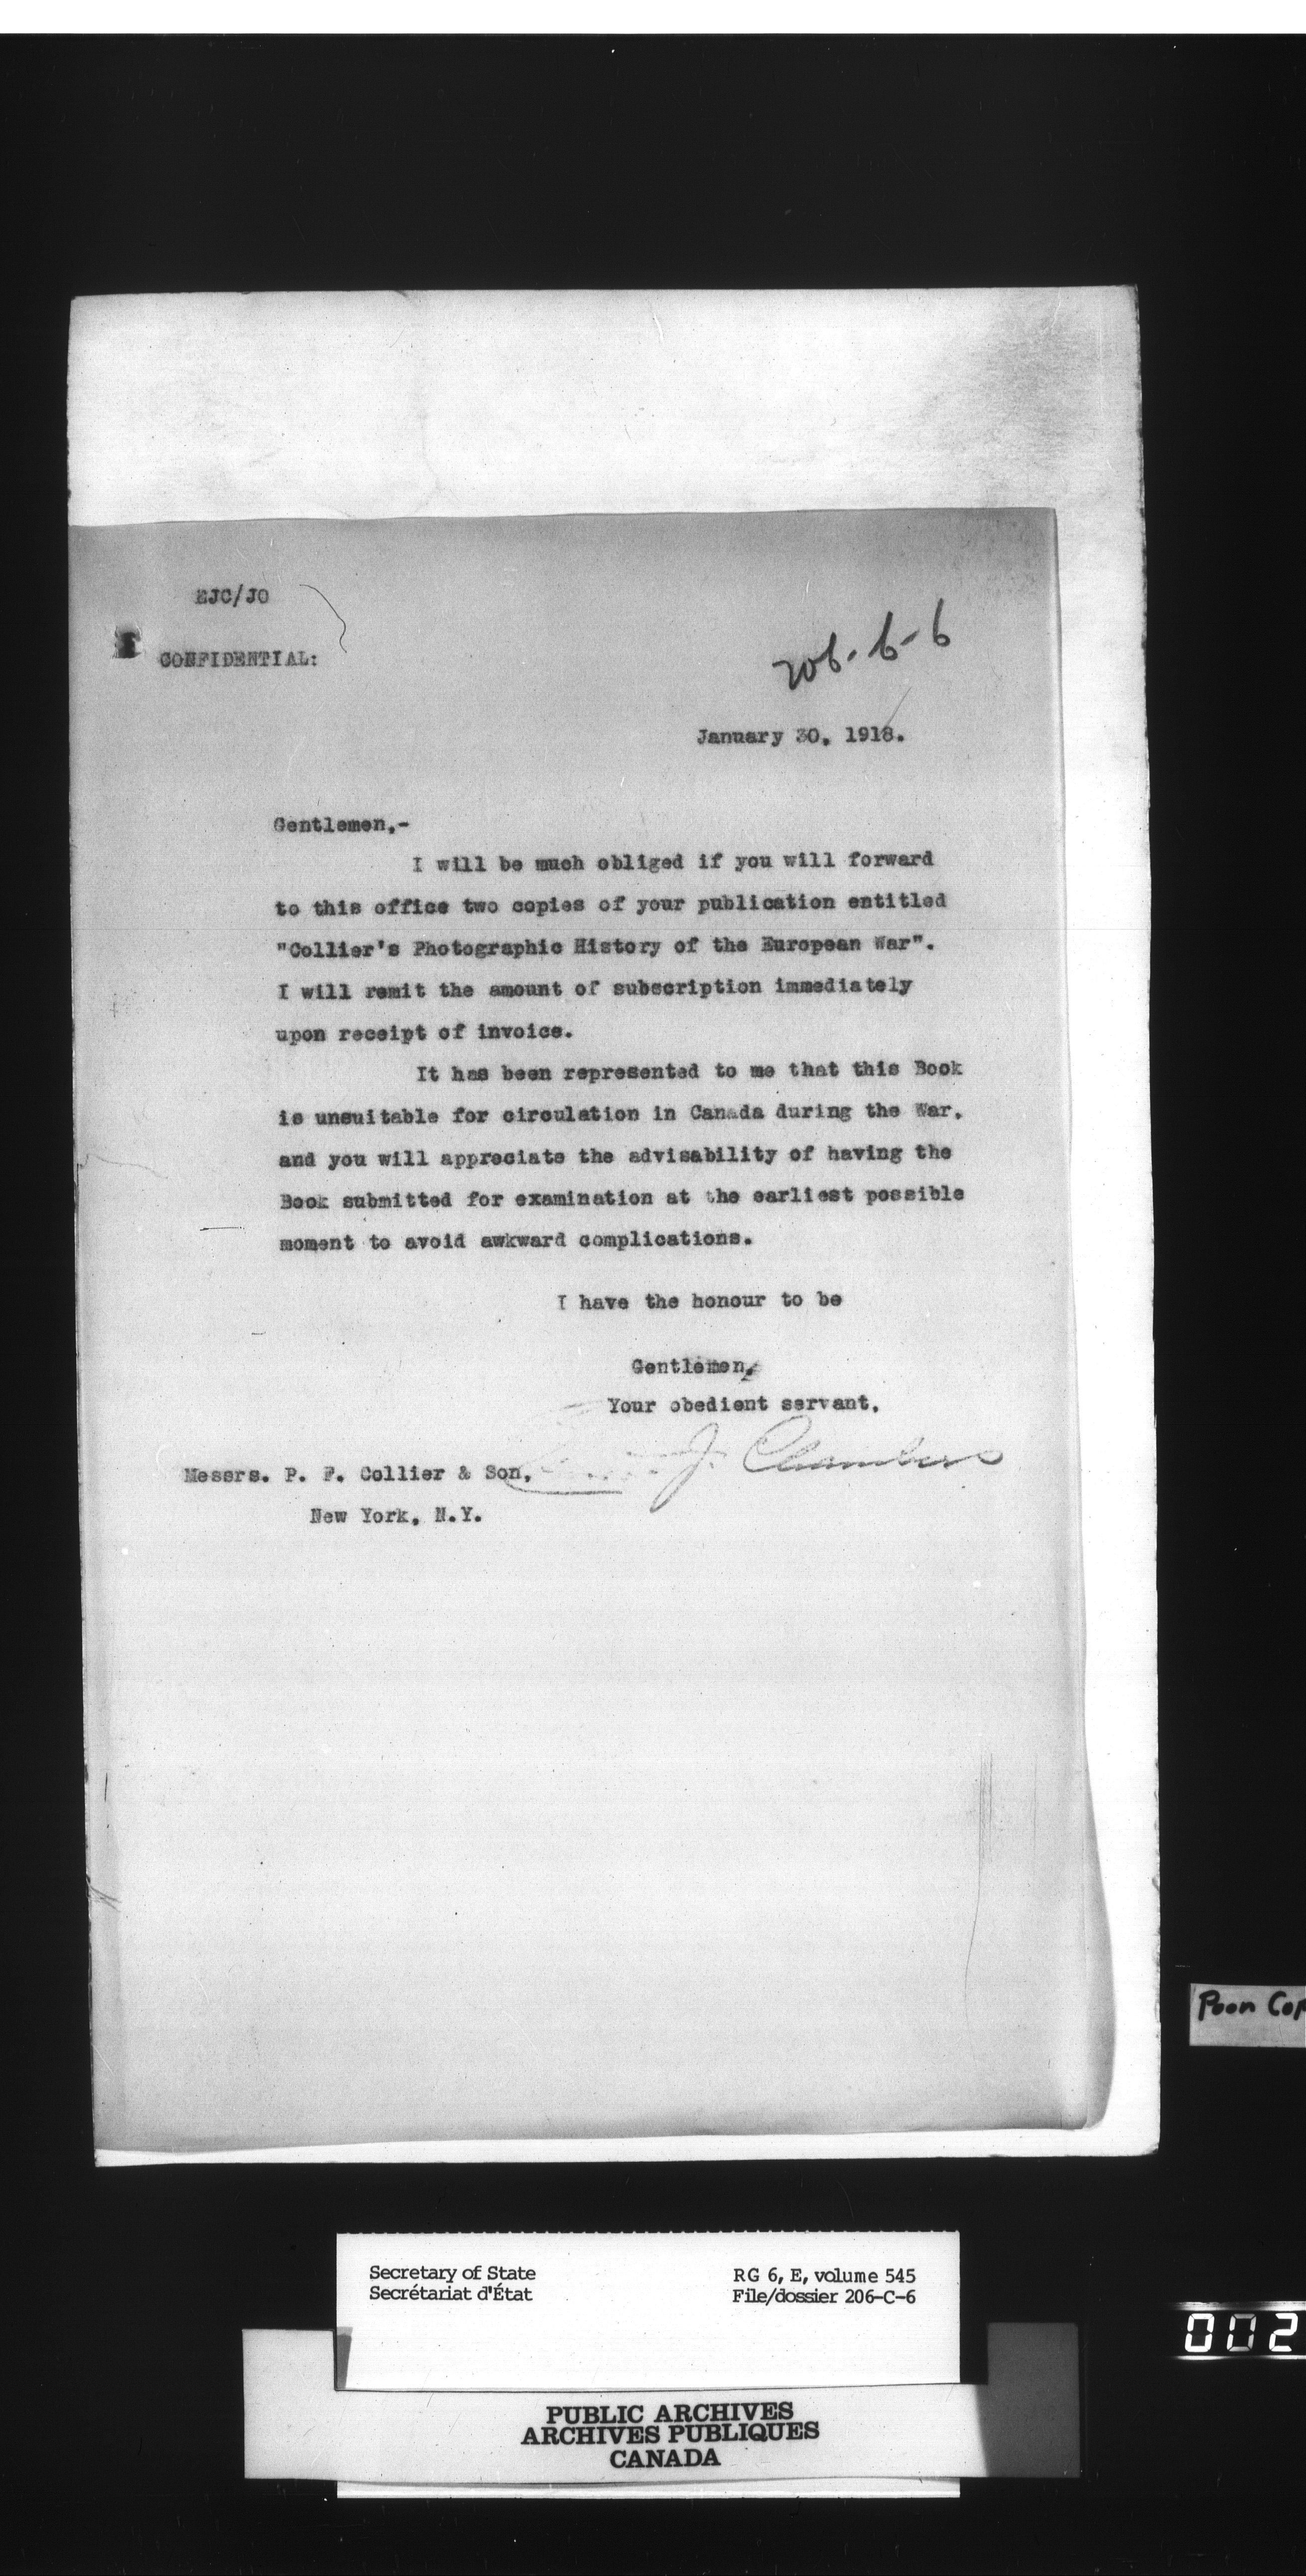 EJC/JO
CONFIDENTIAL:
206-6-6
January 30, 1918.
Gentlemen,-
I will be much obliged if you will forward
to this office two copies of your publication entitled
"Collier's Photographic History of the European War".
I will remit the amount of subscription immediately
upon receipt of invoice.
It has been represented to me that this Book
is unsuitable for circulation in Canada during the War,
and you will appreciate the advisability of having the
Book submitted for examination at the earliest possible
moment to avoid awkward complications.
I have the honour to be
Gentlemen,
Your obedient servant,
J. Chambers
Messrs. P. F. Collier & Son,
New York, N.Y.
Poor Cop
Secretary of State
Secrétariat d'État
RG 6, E, volume 545
File/dossier 206-C-6
002
PUBLIC ARCHIVES
ARCHIVES PUBLIQUES
CANADA